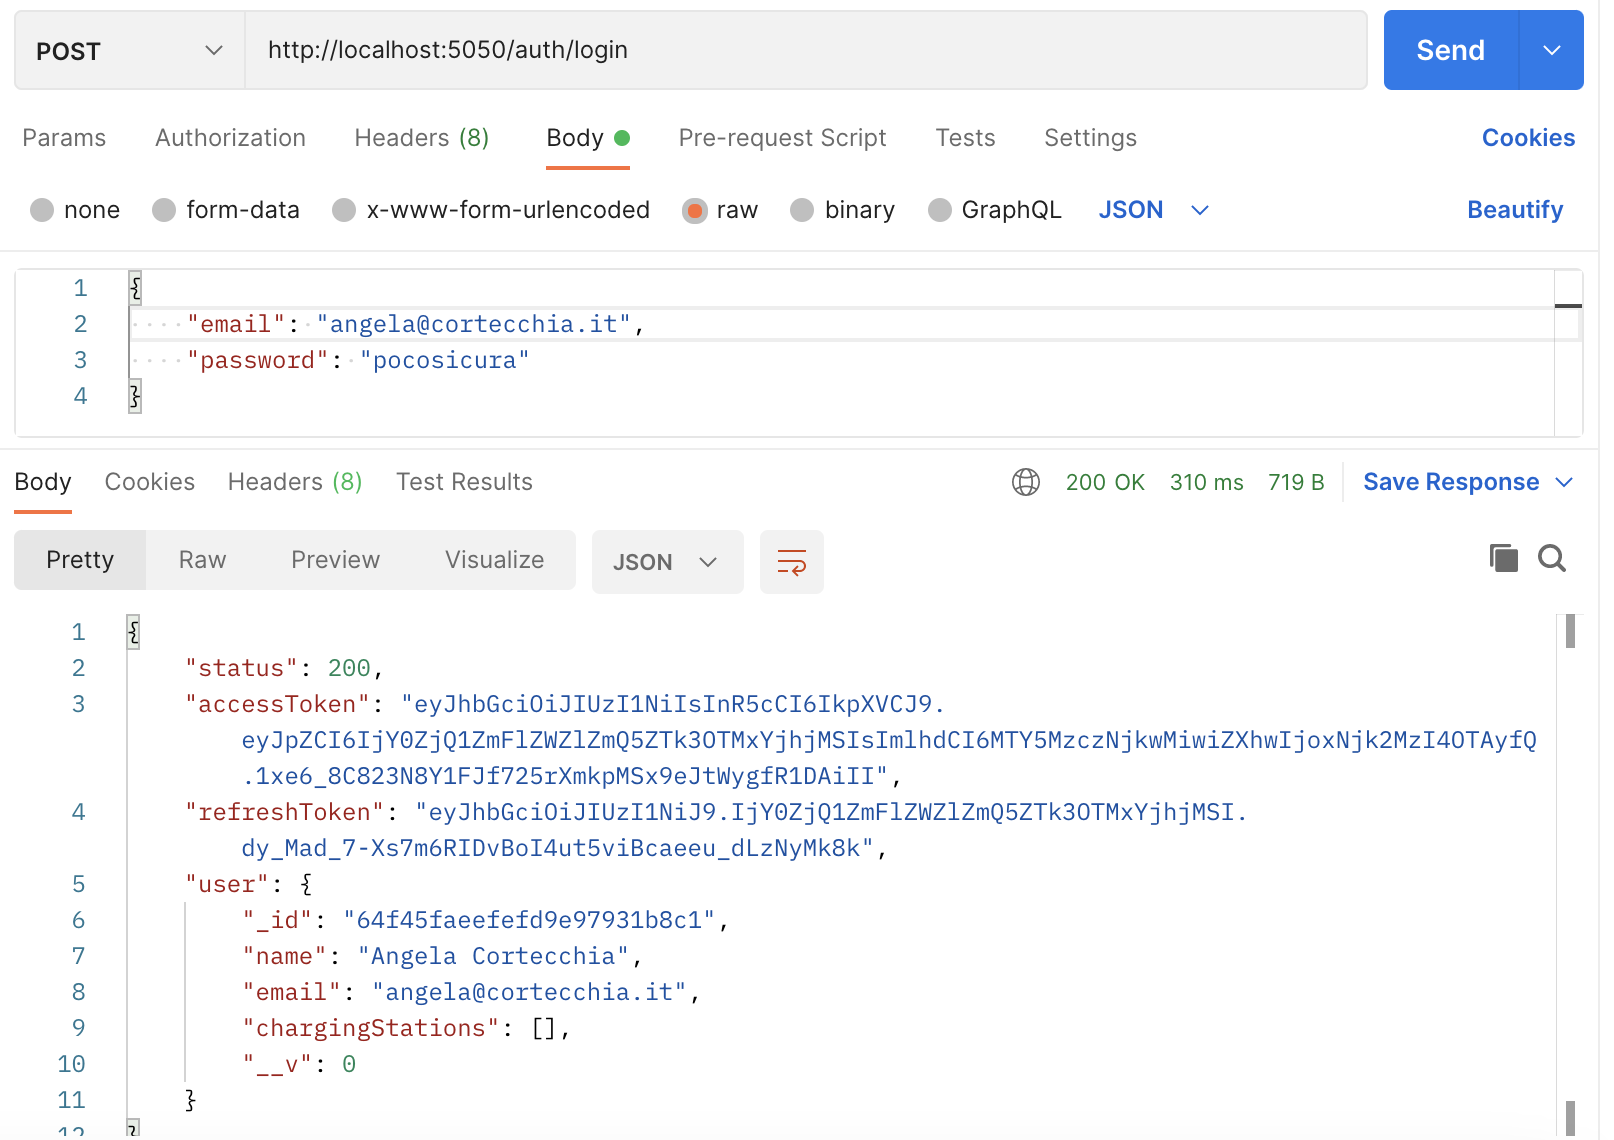 POST http://localhost:5050/auth/login Send
Params Authorization Headers (8) Body Pre-request Script Tests Settings Cookies
none form-data x-www-form-urlencoded raw binary GraphQL JSON Beautify
1 {
2 "email": "angela@cortecchia.it",
3 "password": "pocosicura"
4 }
Body Cookies Headers (8) Test Results 200 OK 310 ms 719 B Save Response
Pretty Raw Preview Visualize JSON
1 {
2 "status": 200,
3 "accessToken": "eyJhbGciOiJIUzI1NiIsInR5cCI6IkpXVCJ9.
eyJpZCI6IjY0ZjQ1ZmFlZWZlZmQ5ZTk3OTMxYjhjMSIsImlhdCI6MTY5MzczNjkwMiwiZXhwIjoxNjk2MzI4OTAyfQ
.1xe6_8C823N8Y1FJf725rXmkpMSx9eJtWygfR1DAiII",
4 "refreshToken": "eyJhbGciOiJIUzI1NiJ9.IjY0ZjQ1ZmFlZWZlZmQ5ZTk3OTMxYjhjMSI.
dy_Mad_7-Xs7m6RIDvBoI4ut5viBcaeeu_dLzNyMk8k",
5 "user": {
6 "_id": "64f45faeefefd9e97931b8c1",
7 "name": "Angela Cortecchia",
8 "email": "angela@cortecchia.it",
9 "chargingStations": [],
10 "__v": 0
11 }
12 }